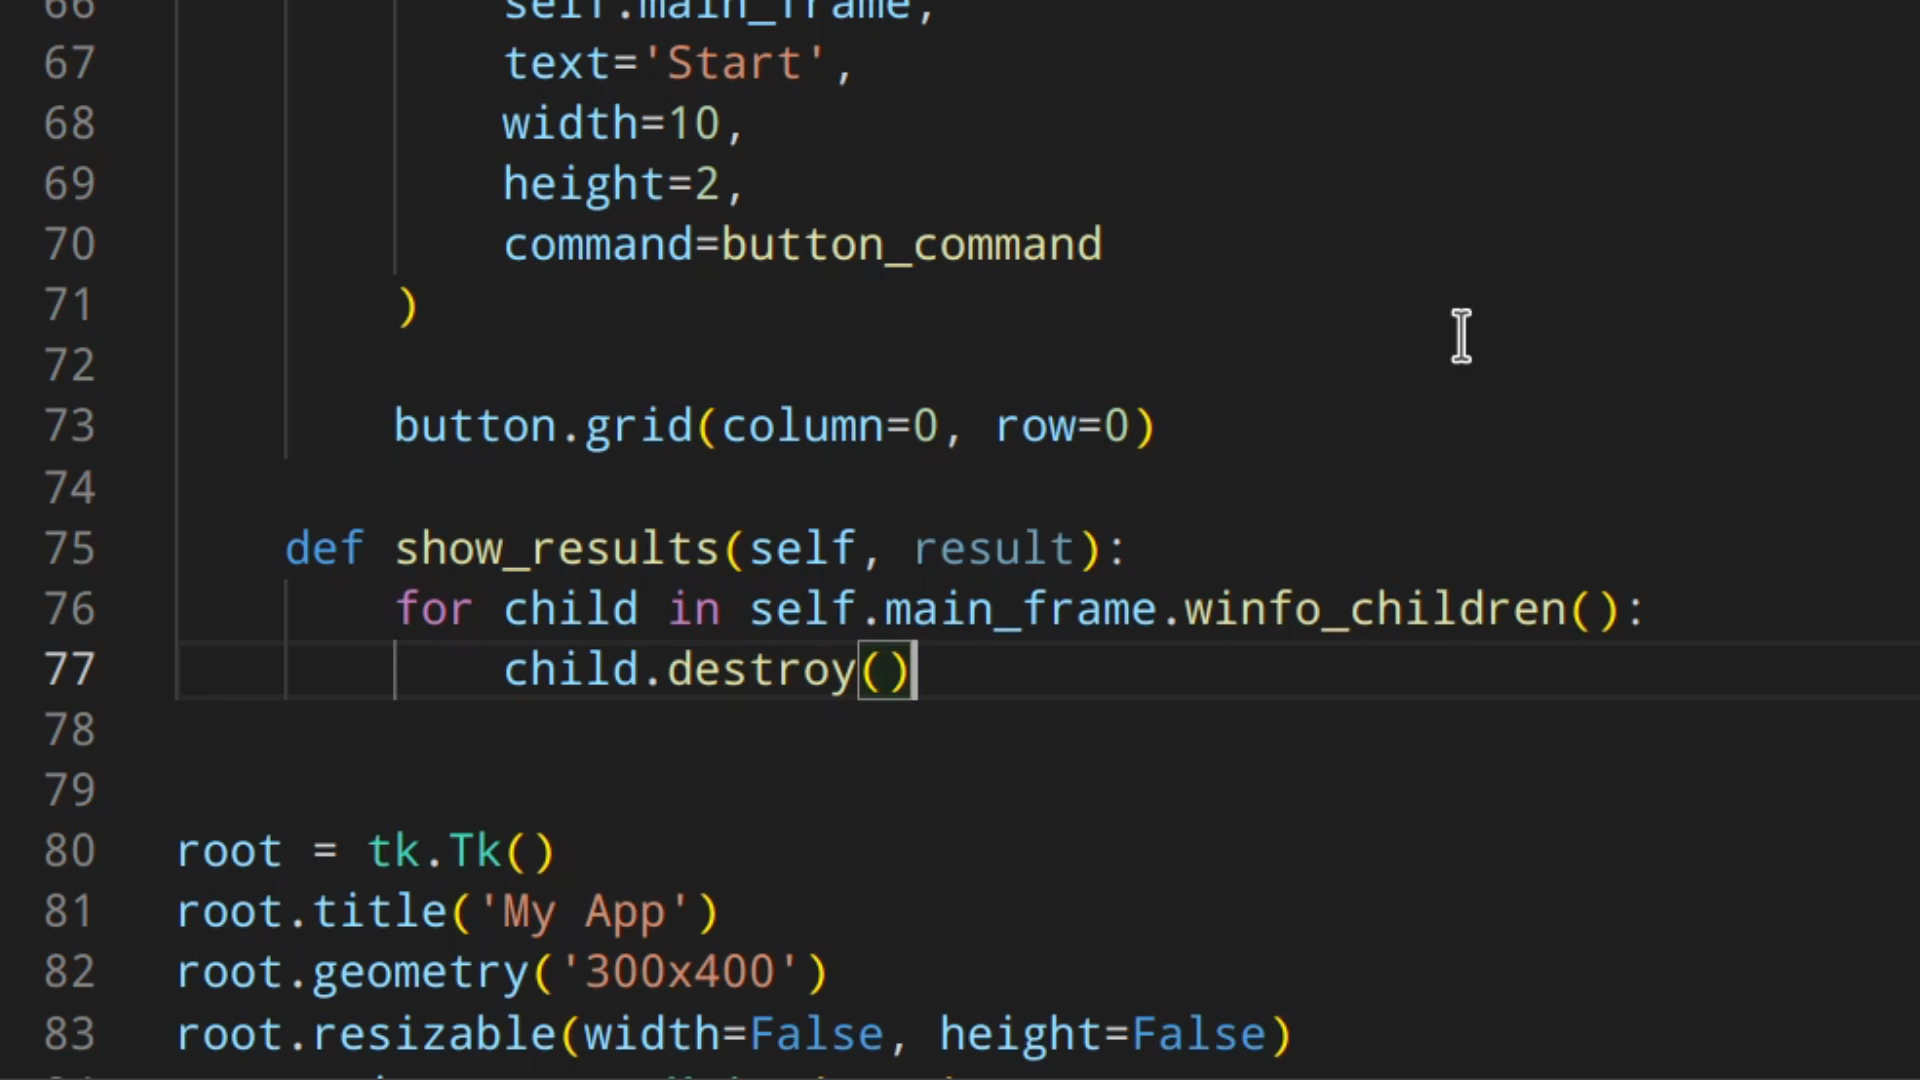 66 self.main_frame,
67 text='Start',
68 width=10,
69 height=2,
70 command=button_command
71 )
72
73 button.grid(column=0, row=0)
74
75 def show_results(self, result):
76 for child in self.main_frame.winfo_children():
77 child.destroy()
78
79
80 root = tk.Tk()
81 root.title('My App')
82 root.geometry('300x400')
83 root.resizable(width=False, height=False)